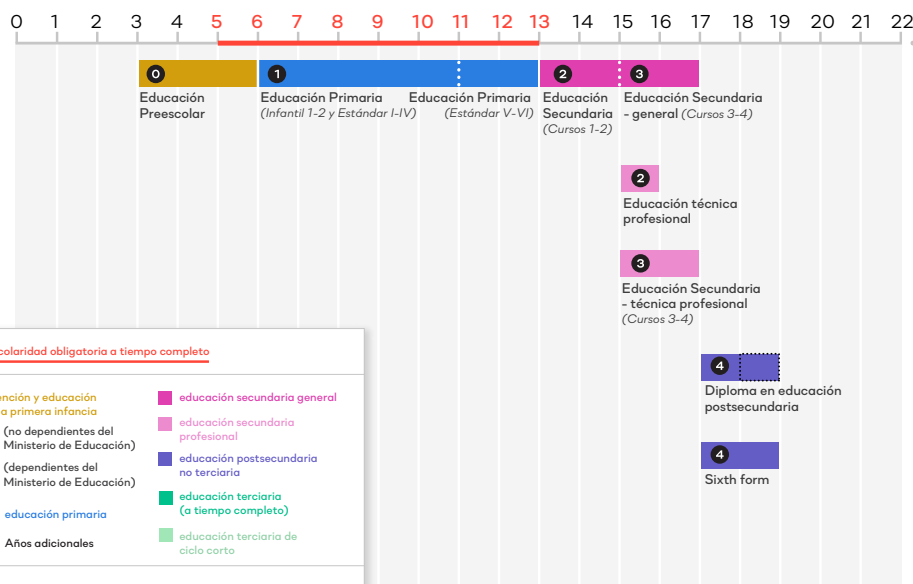 0 1 2 3 4 5 6 7 8 9 10 11 12 13 14 15 16 17 18 19 20 21 22
0 1 2 3
Educación
Preescolar
Educación Primaria
(Infantil 1-2 y Estándar I-IV)
Educación Primaria
(Estándar V-VI)
Educación
Secundaria
(Cursos 1-2)
Educación Secundaria
- general (Cursos 3-4)
2
Educación técnica
profesional
3
Educación Secundaria
- técnica profesional
(Cursos 3-4)
4
Diploma en educación
postsecundaria
4
Sixth form
colaridad obligatoria a tiempo completo
nción y educación
a primera infancia
(no dependientes del
Ministerio de Educación)
(dependientes del
Ministerio de Educación)
educación primaria
Años adicionales
educación secundaria general
educación secundaria
profesional
educación postsecundaria
no terciaria
educación terciaria
(a tiempo completo)
educación terciaria de
ciclo corto